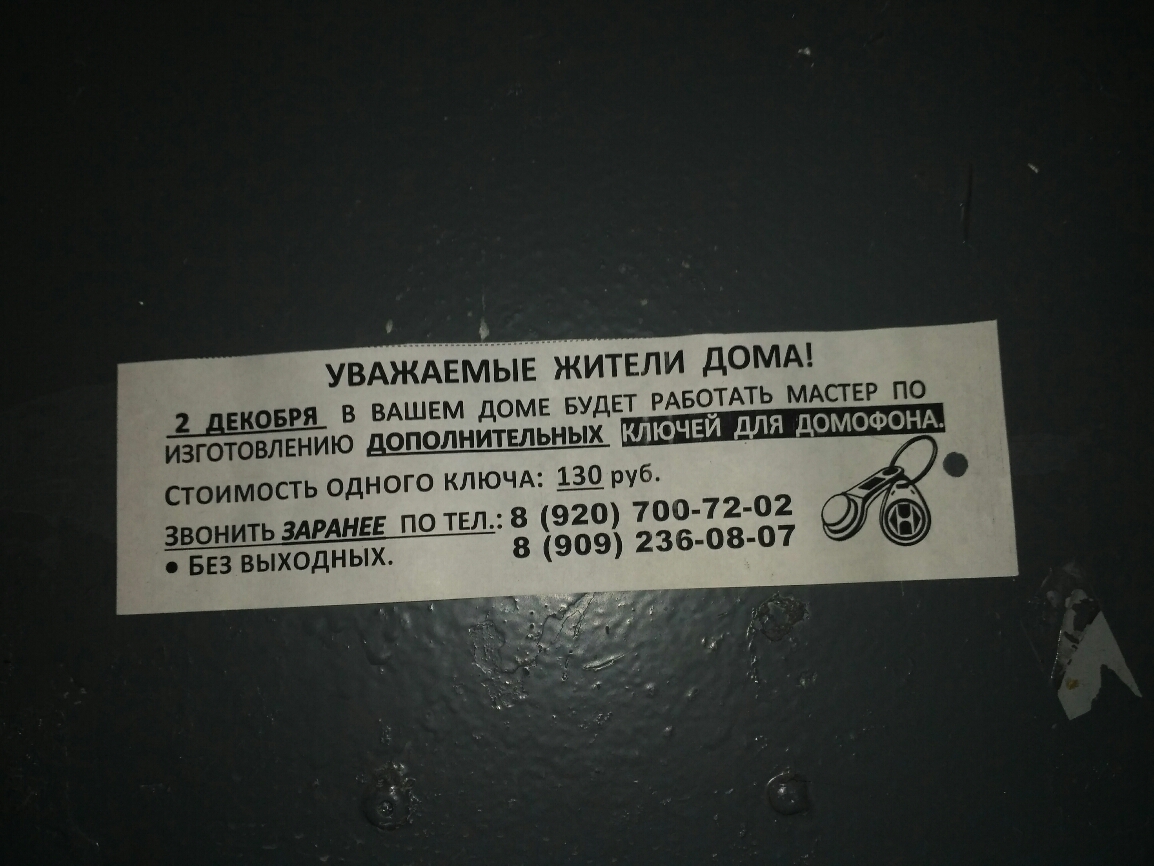 УВАЖАЕМЫЕ ЖИТЕЛИ ДОМА!
2 ДЕКОБРЯ В ВАШЕМ ДОМЕ БУДЕТ РАБОТАТЬ МАСТЕР ПО
ИЗГОТОВЛЕНИЮ ДОПОЛНИТЕЛЬНЫХ КЛЮЧЕЙ ДЛЯ ДОМОФОНА.
СТОИМОСТЬ ОДНОГО КЛЮЧА: 130 руб.
ЗВОНИТЬ ЗАРАНЕЕ ПО ТЕЛ.: 8 (920) 700-72-02
8 (909) 236-08-07
• БЕЗ ВЫХОДНЫХ.